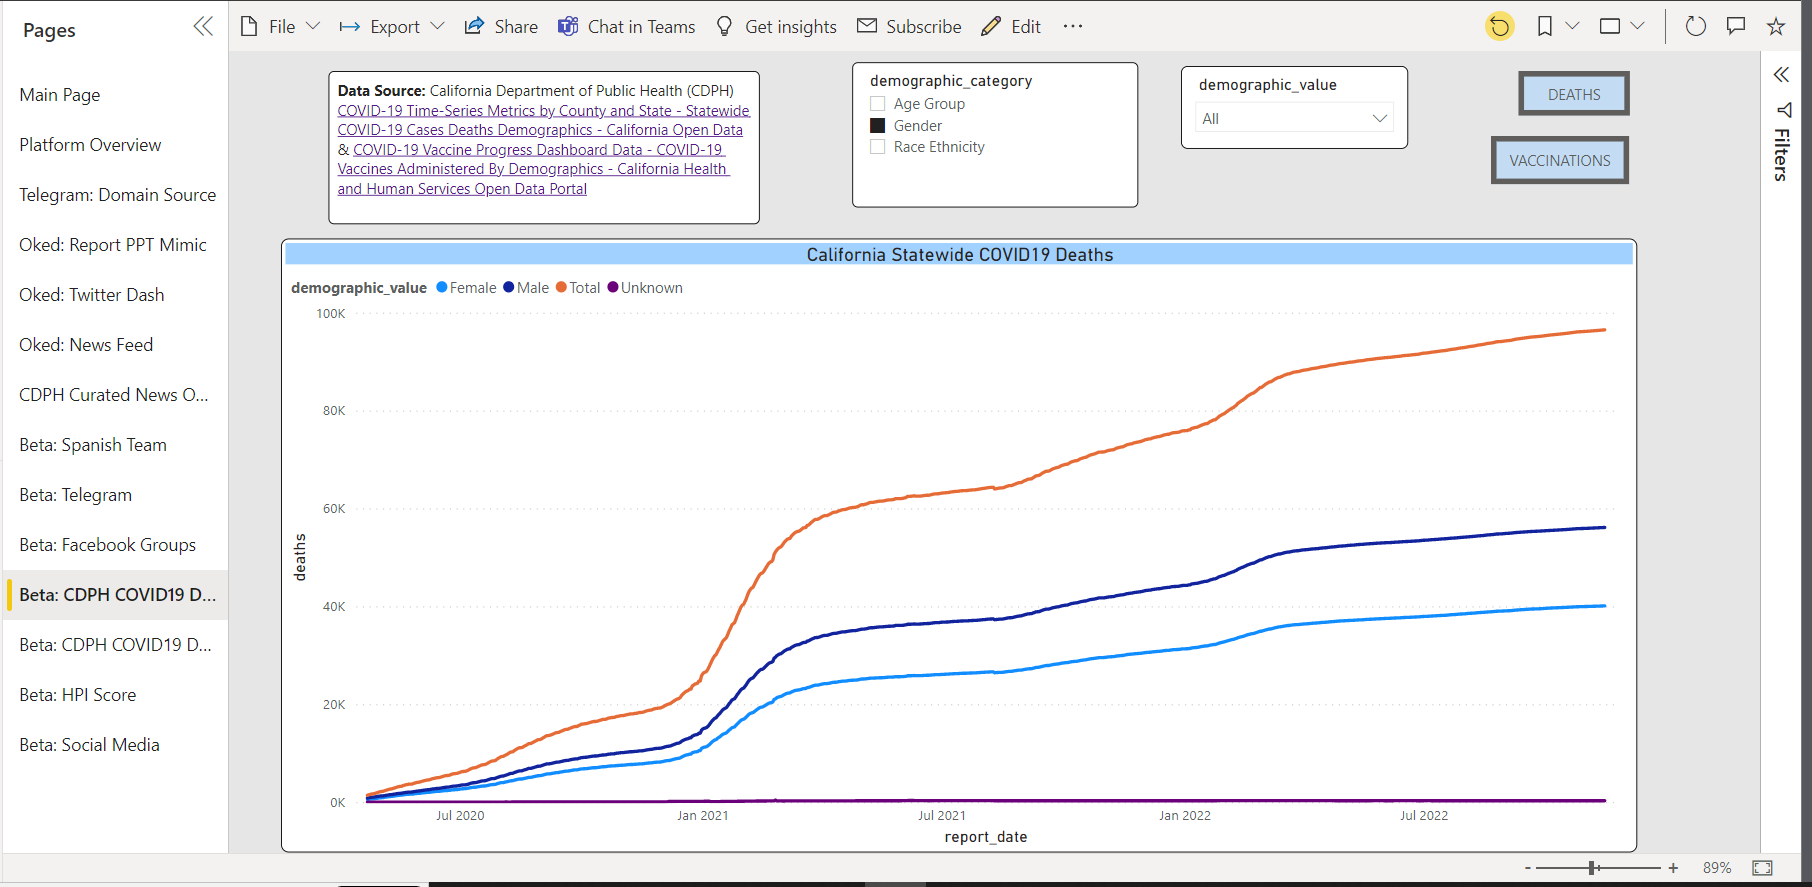 Pages
Main Page
Platform Overview
Telegram: Domain Source
Oked: Report PPT Mimic
Oked: Twitter Dash
Oked: News Feed
CDPH Curated News O...
Beta: Spanish Team
Beta: Telegram
Beta: Facebook Groups
Beta: CDPH COVID19 D...
Beta: CDPH COVID19 D...
Beta: HPI Score
Beta: Social Media
File Export Share Chat in Teams Get insights Subscribe Edit ...
Data Source: California Department of Public Health (CDPH)
COVID-19 Time-Series Metrics by County and State - Statewide
COVID-19 Cases Deaths Demographics - California Open Data
& COVID-19 Vaccine Progress Dashboard Data - COVID-19
Vaccines Administered By Demographics - California Health
and Human Services Open Data Portal
demographic_category
Age Group
Gender
Race Ethnicity
demographic_value
All
DEATHS
VACCINATIONS
Filters
California Statewide COVID19 Deaths
demographic_value Female Male Total Unknown
100K
80K
60K
40K
20K
0K
deaths
Jul 2020 Jan 2021 Jul 2021 Jan 2022 Jul 2022
report_date
- + 89%